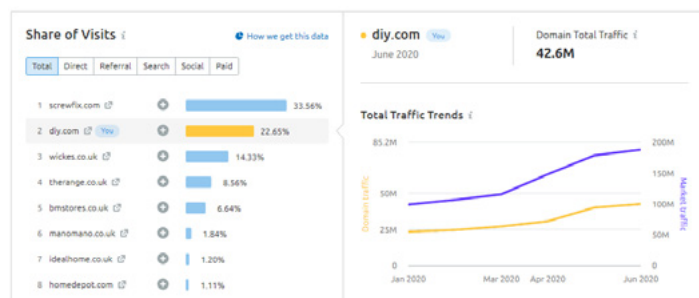 Share of Visits i
How we get this data
Total Direct Referral Search Social Paid
1 screwfix.com 33.56%
2 diy.com You 22.65%
3 wickes.co.uk 14.33%
4 therange.co.uk 8.56%
5 bmstores.co.uk 6.64%
6 manomano.co.uk 1.84%
7 idealhome.co.uk 1.20%
8 homedepot.com 1.11%
diy.com You
June 2020
Domain Total Traffic i
42.6M
Total Traffic Trends i
85.2M
50M
25M
0
Domain traffic
200M
150M
100M
50M
0
Market traffic
Jan 2020 Mar 2020 Apr 2020 Jun 2020